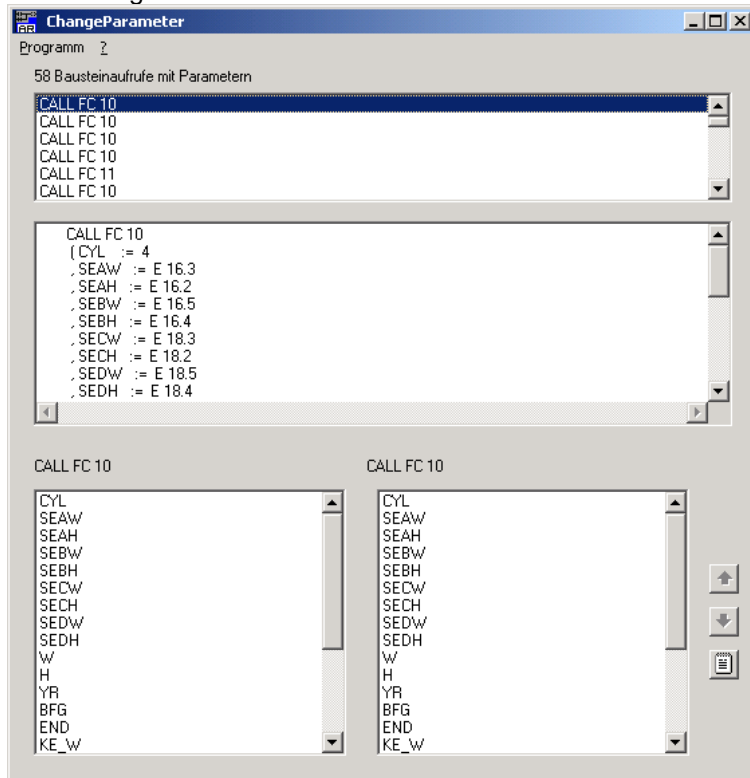 ChangeParameter
Programm ?
58 Bausteinaufrufe mit Parametern
CALL FC 10
CALL FC 10
CALL FC 10
CALL FC 10
CALL FC 11
CALL FC 10
CALL FC 10
(CYL := 4
,SEAW := E 16.3
,SEAH := E 16.2
,SEBW := E 16.5
,SEBH := E 16.4
,SECW := E 18.3
,SECH := E 18.2
,SEDW := E 18.5
,SEDH := E 18.4
CALL FC 10
CYL
SEAW
SEAH
SEBW
SEBH
SECW
SECH
SEDW
SEDH
W
H
YR
BFG
END
KE_W
CALL FC 10
CYL
SEAW
SEAH
SEBW
SEBH
SECW
SECH
SEDW
SEDH
W
H
YR
BFG
END
KE_W